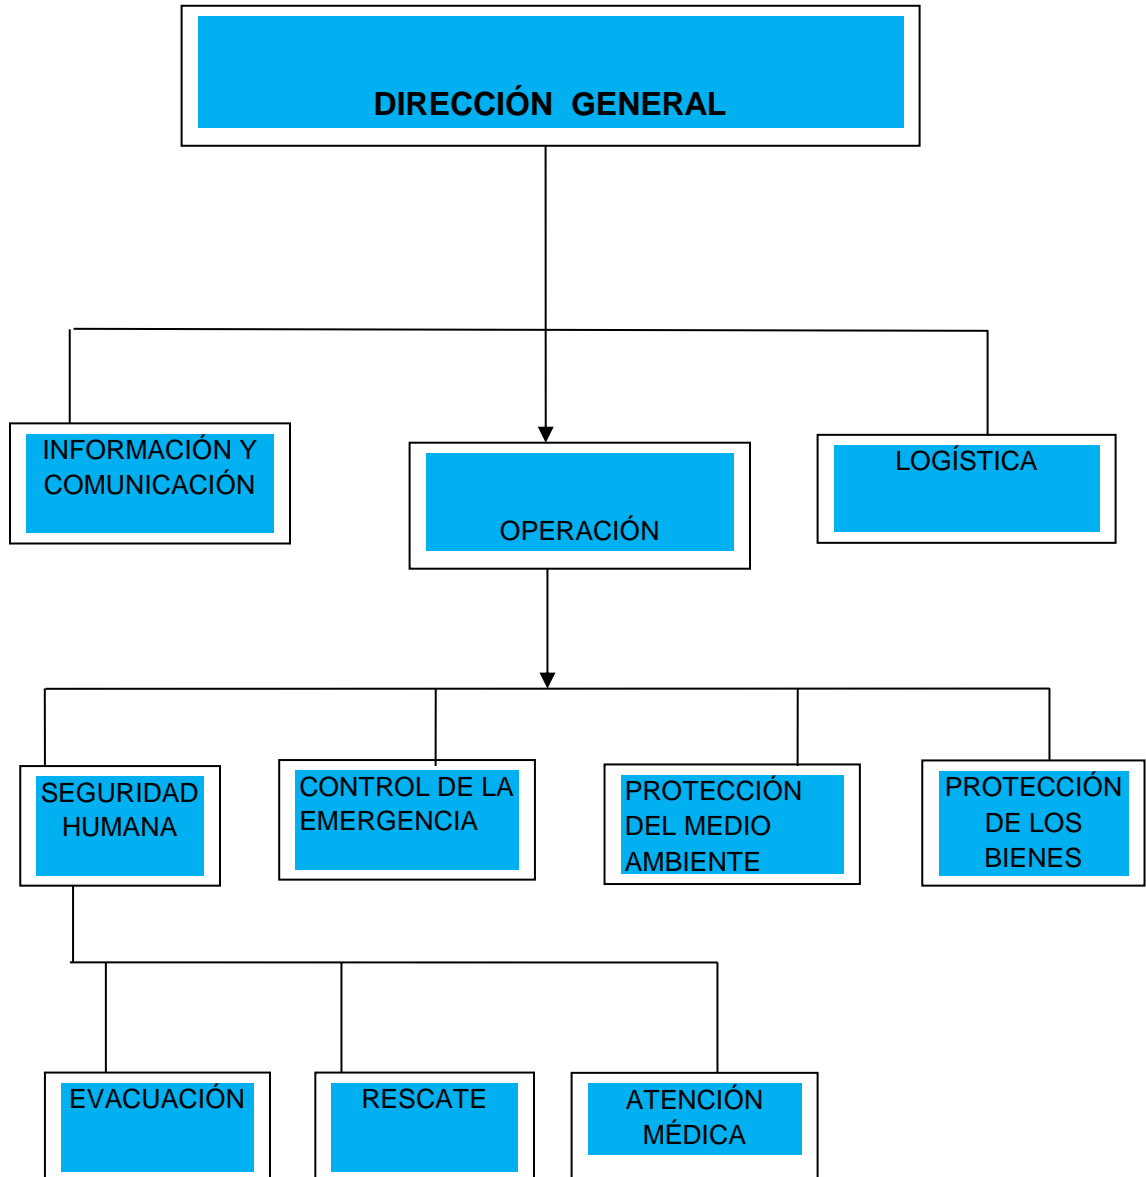 DIRECCIÓN GENERAL
INFORMACIÓN Y
COMUNICACIÓN
OPERACIÓN
LOGÍSTICA
SEGURIDAD
HUMANA
CONTROL DE LA
EMERGENCIA
PROTECCIÓN
DEL MEDIO
AMBIENTE
PROTECCIÓN
DE LOS
BIENES
EVACUACIÓN
RESCATE
ATENCIÓN
MÉDICA